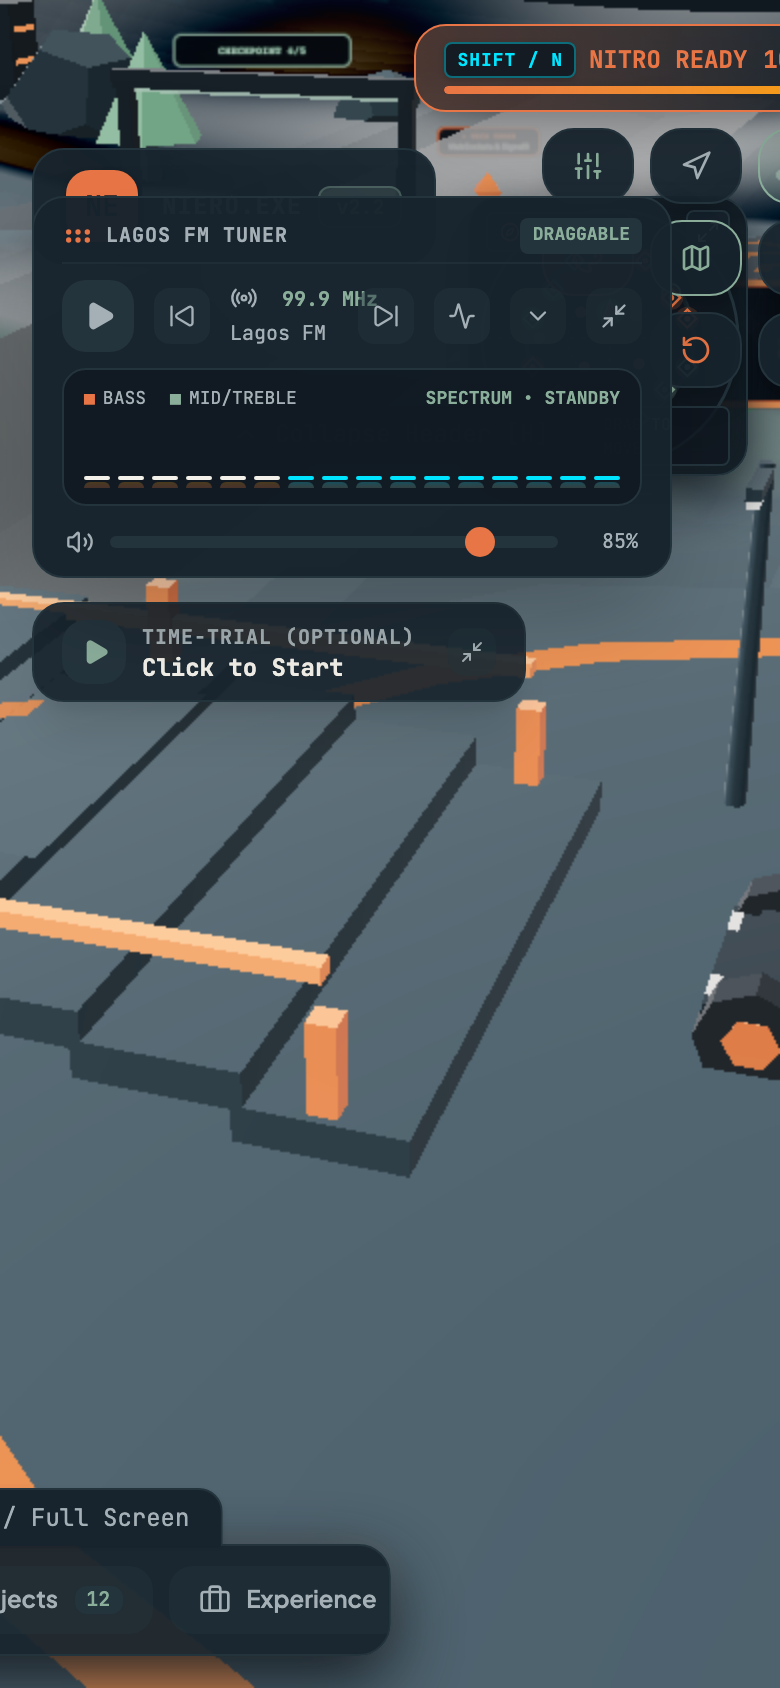 CHECKPOINT 4/5
SHIFT / N NITRO READY
LAGOS FM TUNER
DRAGGABLE
99.9 MHz
Lagos FM
BASS MID/TREBLE SPECTRUM • STANDBY
85%
TIME-TRIAL (OPTIONAL)
Click to Start
/ Full Screen
jects 12 Experience